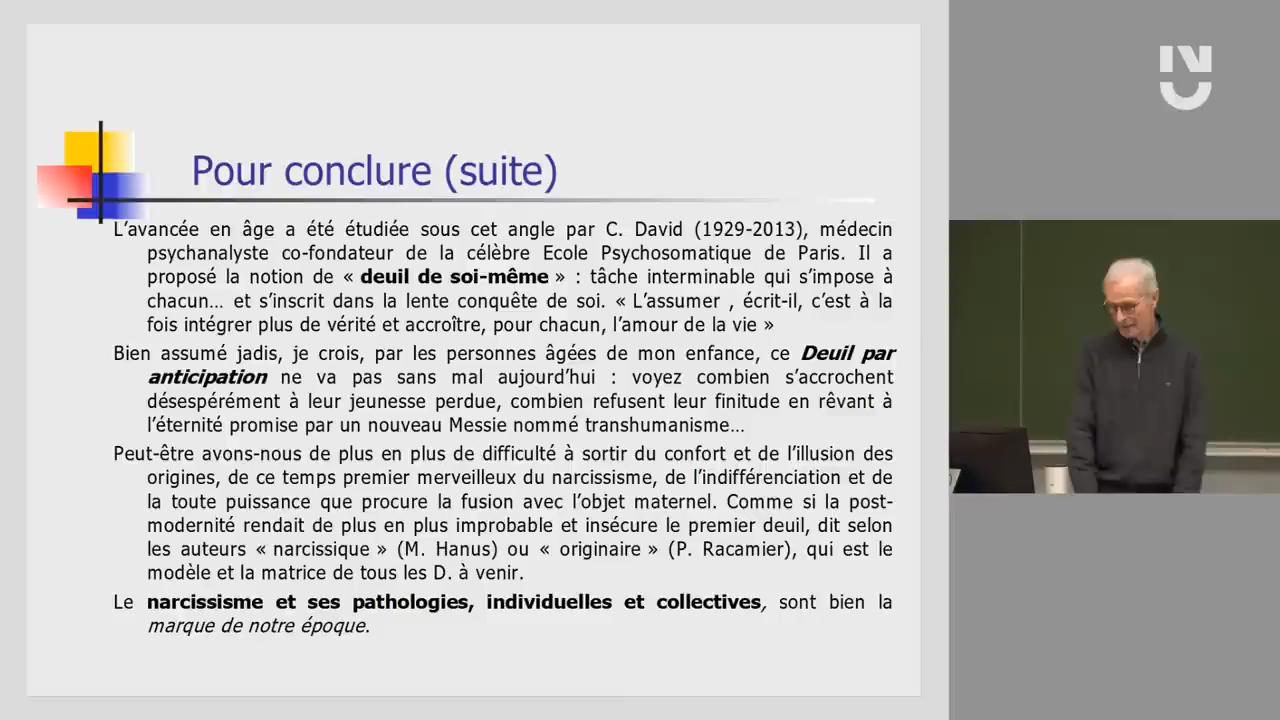 Pour conclure (suite)
L’avancée en âge a été étudiée sous cet angle par C. David (1929-2013), médecin
psychanalyste co-fondateur de la célèbre Ecole Psychosomatique de Paris. Il a
proposé la notion de « deuil de soi-même » : tâche interminable qui s’impose à
chacun… et s’inscrit dans la lente conquête de soi. « L’assumer , écrit-il, c’est à la
fois intégrer plus de vérité et accroître, pour chacun, l’amour de la vie »
Bien assumé jadis, je crois, par les personnes âgées de mon enfance, ce Deuil par
anticipation ne va pas sans mal aujourd’hui : voyez combien s’accrochent
désespérément à leur jeunesse perdue, combien refusent leur finitude en rêvant à
l’éternité promise par un nouveau Messie nommé transhumanisme…
Peut-être avons-nous de plus en plus de difficulté à sortir du confort et de l’illusion des
origines, de ce temps premier merveilleux du narcissisme, de l’indifférenciation et de
la toute puissance que procure la fusion avec l’objet maternel. Comme si la post-
modernité rendait de plus en plus improbable et insécure le premier deuil, dit selon
les auteurs « narcissique » (M. Hanus) ou « originaire » (P. Racamier), qui est le
modèle et la matrice de tous les D. à venir.
Le narcissisme et ses pathologies, individuelles et collectives, sont bien la
marque de notre époque.